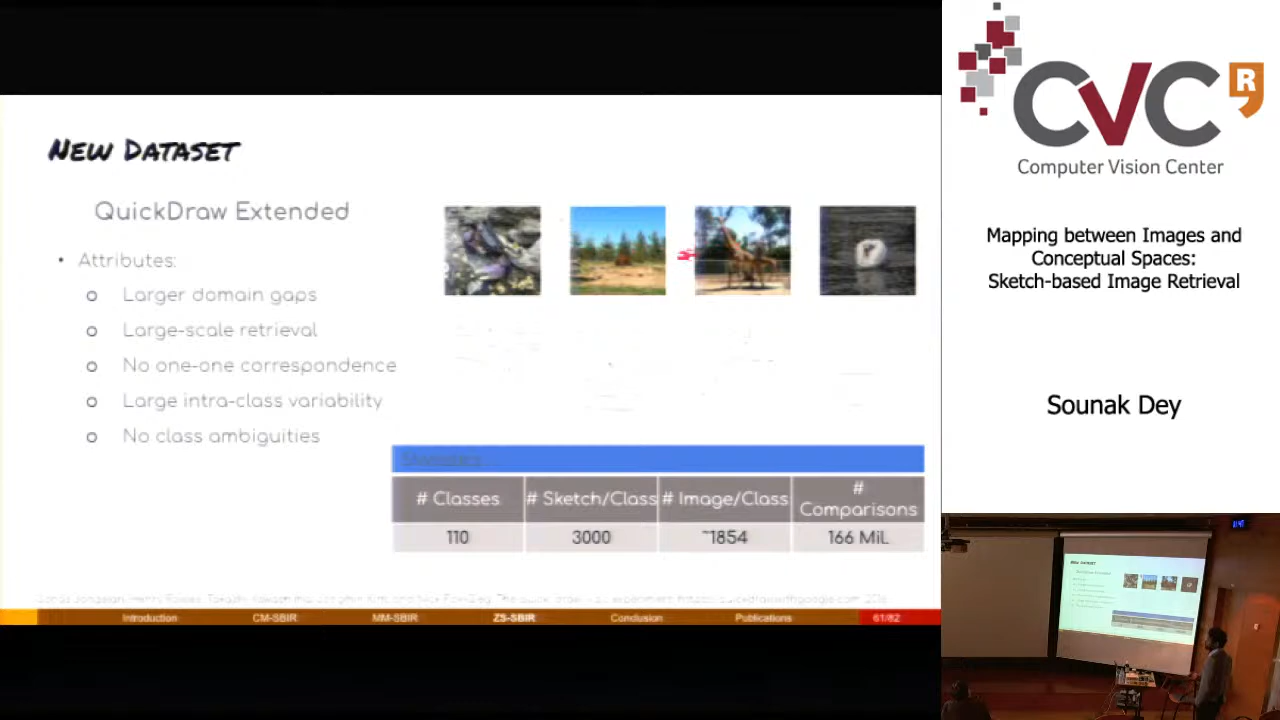 NEW DATASET
QuickDraw Extended
• Attributes:
o Larger domain gaps
o Large-scale retrieval
o No one-one correspondence
o Large intra-class variability
o No class ambiguities
Statistics
# Classes
# Sketch/Class
# Image/Class
# Comparisons
110
3000
~1854
166 Mil.
Introduction
CM-SBIR
MM-SBIR
ZS-SBIR
Conclusion
Publications
61/82
CVC R
Computer Vision Center
Mapping between Images and
Conceptual Spaces:
Sketch-based Image Retrieval
Sounak Dey